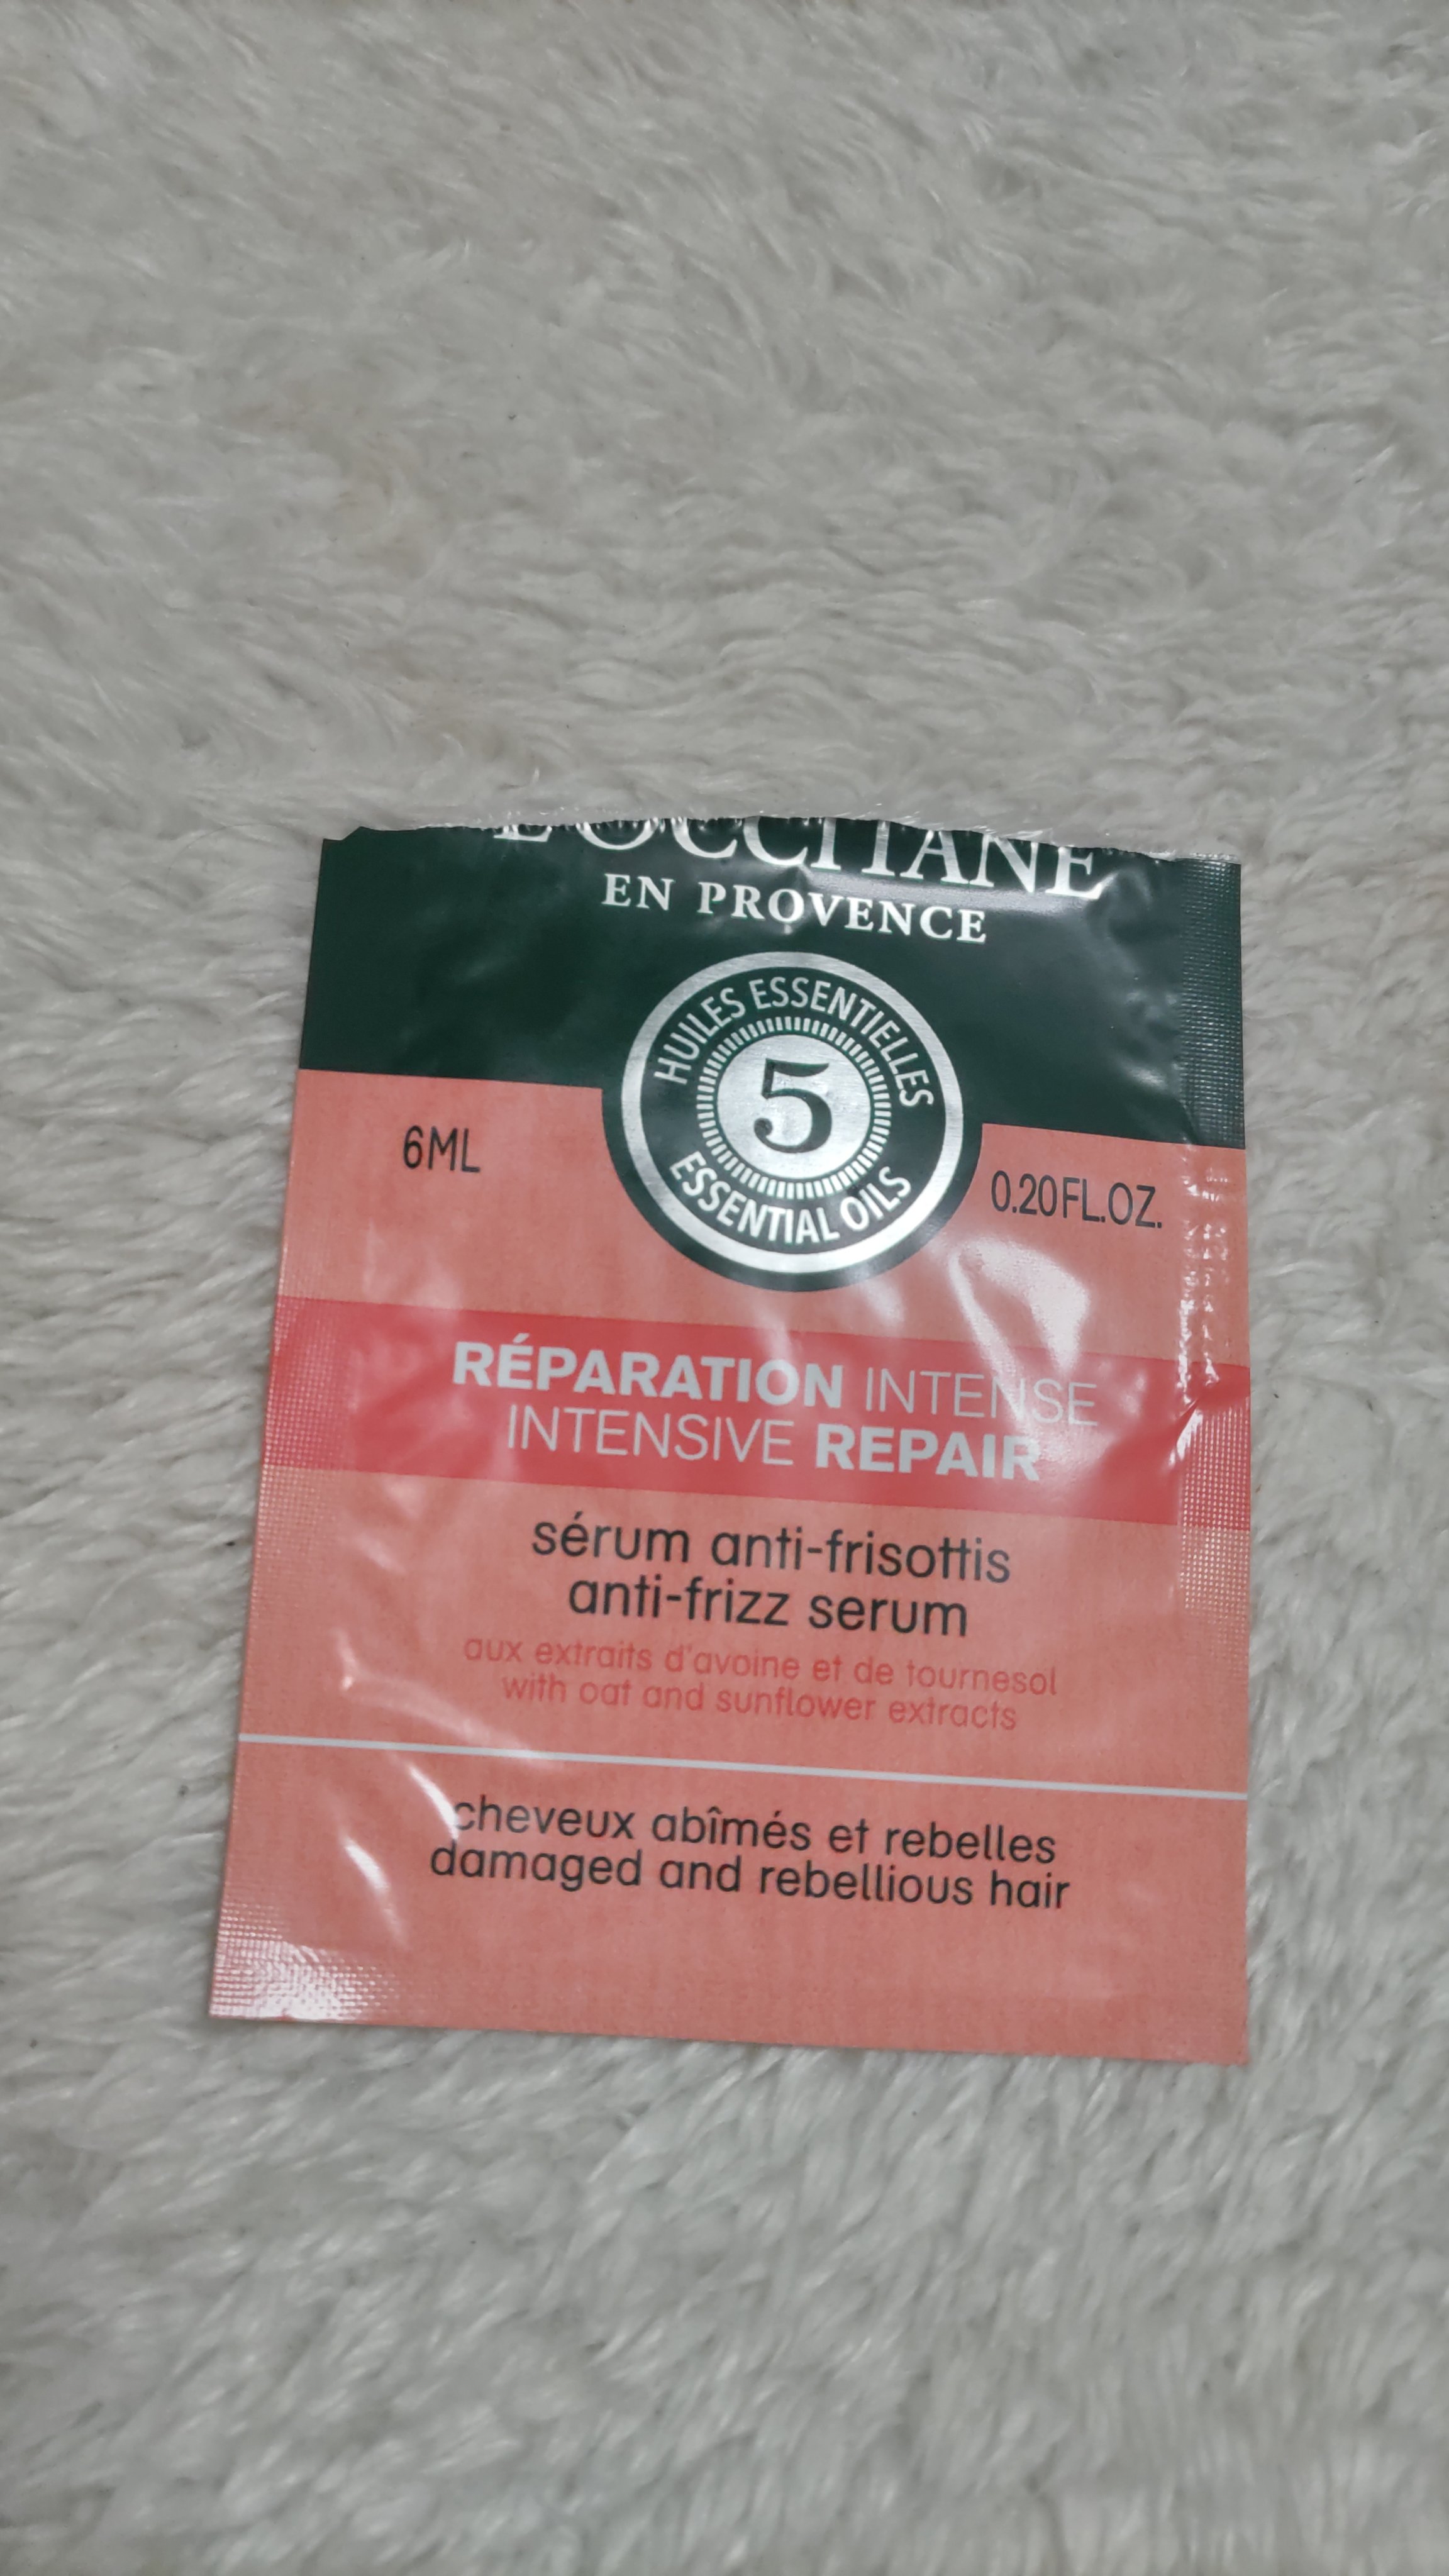 L'OCCITANE
EN PROVENCE
HUILES ESSENTIELLES
5
ESSENTIAL OILS
6ML
0.20FL.OZ.
RÉPARATION INTENSE
INTENSIVE REPAIR
sérum anti-frisottis
anti-frizz serum
aux extraits d'avoine et de tournesol
with oat and sunflower extracts
cheveux abîmés et rebelles
damaged and rebellious hair